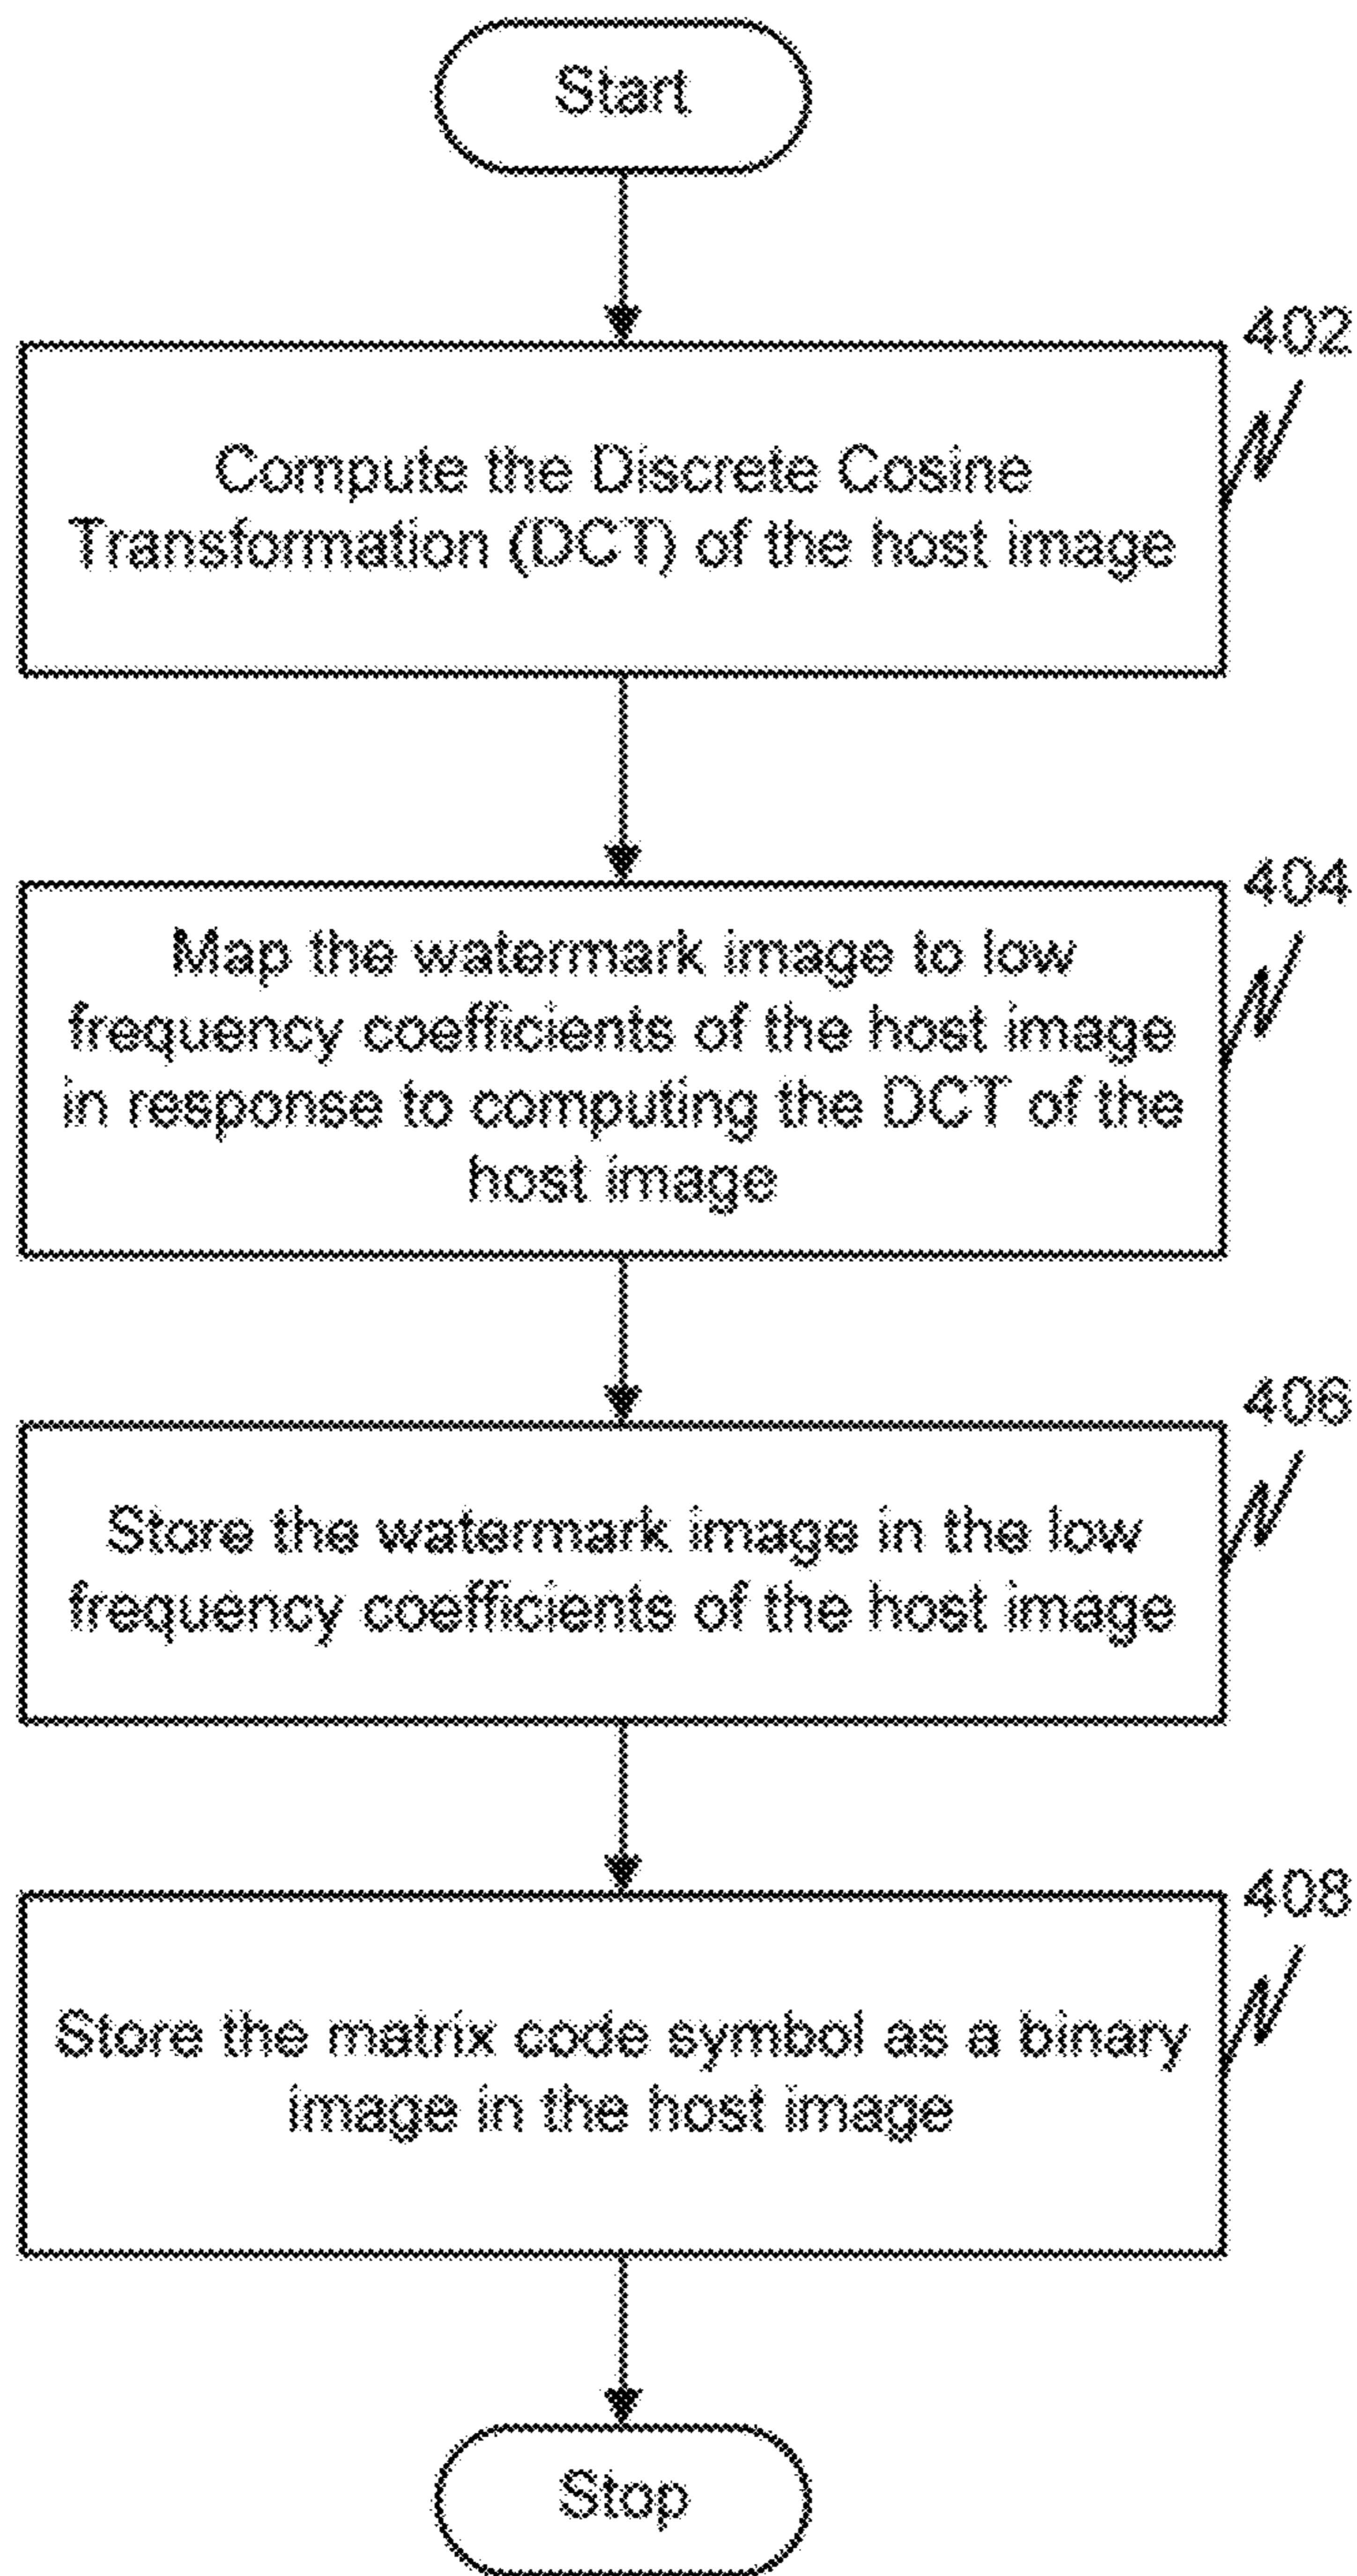 Start
402
Compute the Discrete Cosine
Transformation (DCT) of the host image
404
Map the watermark image to low
frequency coefficients of the host image
in response to computing the DCT of the
host image
406
Store the watermark image in the low
frequency coefficients of the host image
408
Store the matrix code symbol as a binary
image in the host image
Stop